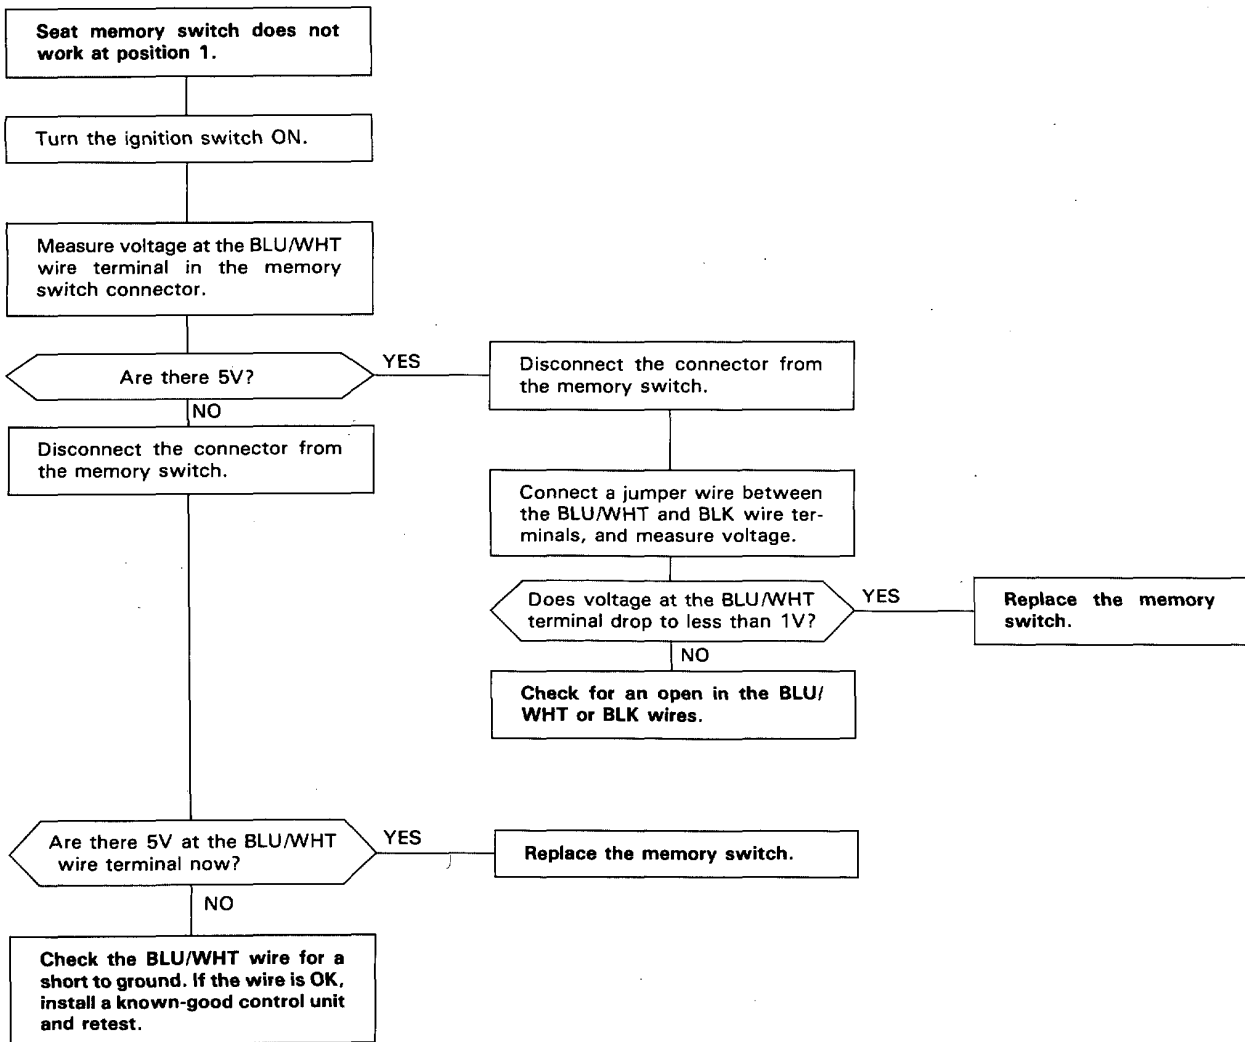 Seat memory switch does not
work at position 1.
Turn the ignition switch ON.
Measure voltage at the BLU/WHT
wire terminal in the memory
switch connector.
Are there 5V?
YES
NO
Disconnect the connector from
the memory switch.
Disconnect the connector from
the memory switch.
Connect a jumper wire between
the BLU/WHT and BLK wire ter-
minals, and measure voltage.
Does voltage at the BLU/WHT
terminal drop to less than 1V?
YES
Replace the memory
switch.
NO
Check for an open in the BLU/
WHT or BLK wires.
Are there 5V at the BLU/WHT
wire terminal now?
YES
Replace the memory switch.
NO
Check the BLU/WHT wire for a
short to ground. If the wire is OK,
install a known-good control unit
and retest.